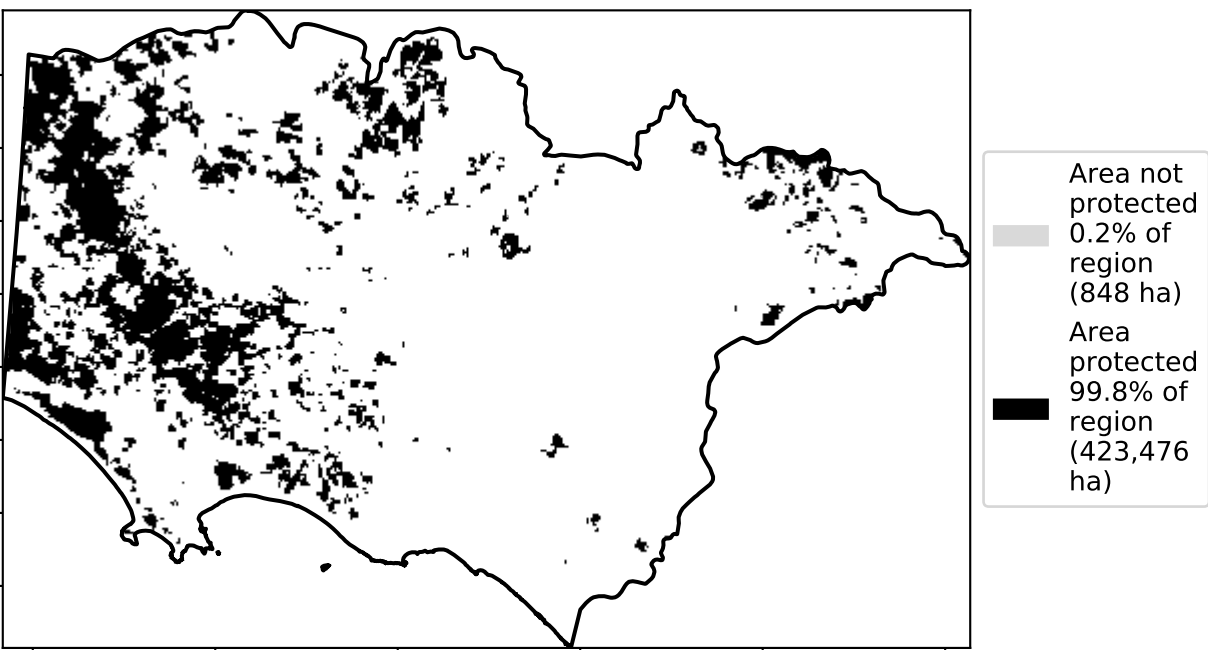 Area not
protected
0.2% of
region
(848 ha)
Area
protected
99.8% of
region
(423,476
ha)